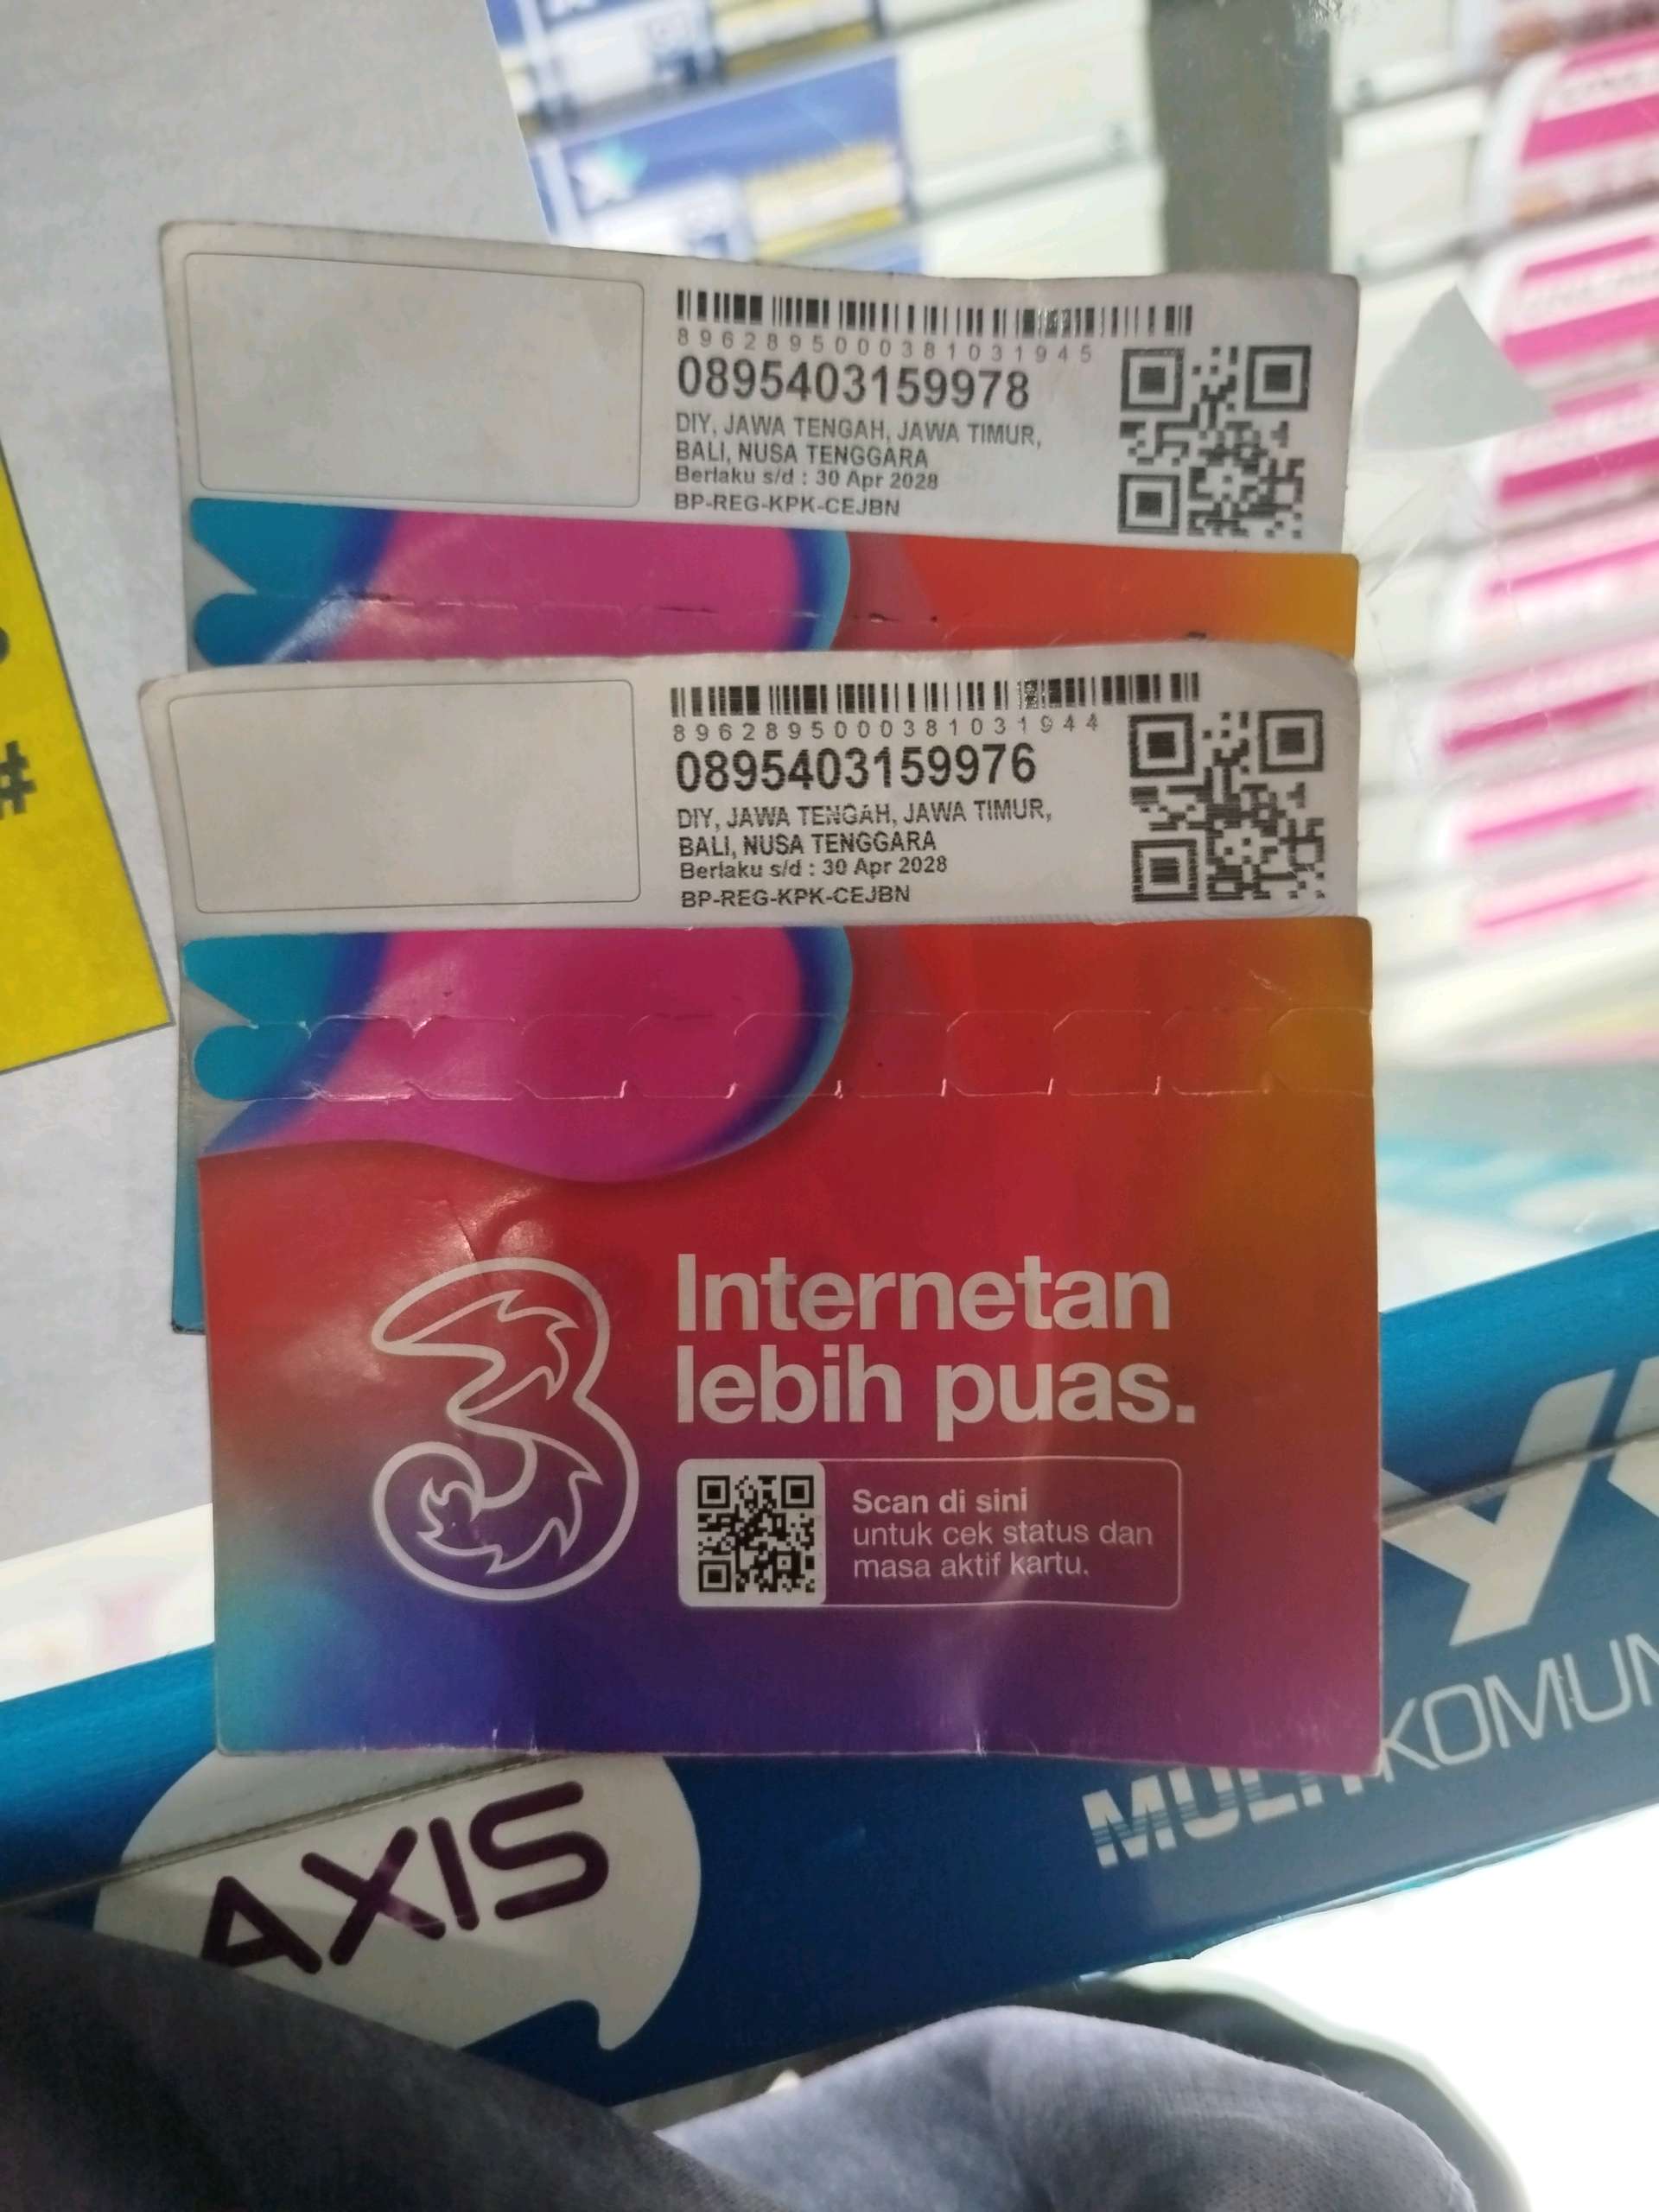 8962895000381031945
0895403159978
DIY, JAWA TENGAH, JAWA TIMUR,
BALI, NUSA TENGGARA
Berlaku s/d : 30 Apr 2028
BP-REG-KPK-CEJBN
8962895000381031944
0895403159976
DIY, JAWA TENGAH, JAWA TIMUR,
BALI, NUSA TENGGARA
Berlaku s/d : 30 Apr 2028
BP-REG-KPK-CEJBN
#
3
Internetan
lebih puas.
Scan di sini
untuk cek status dan
masa aktif kartu.
AXIS